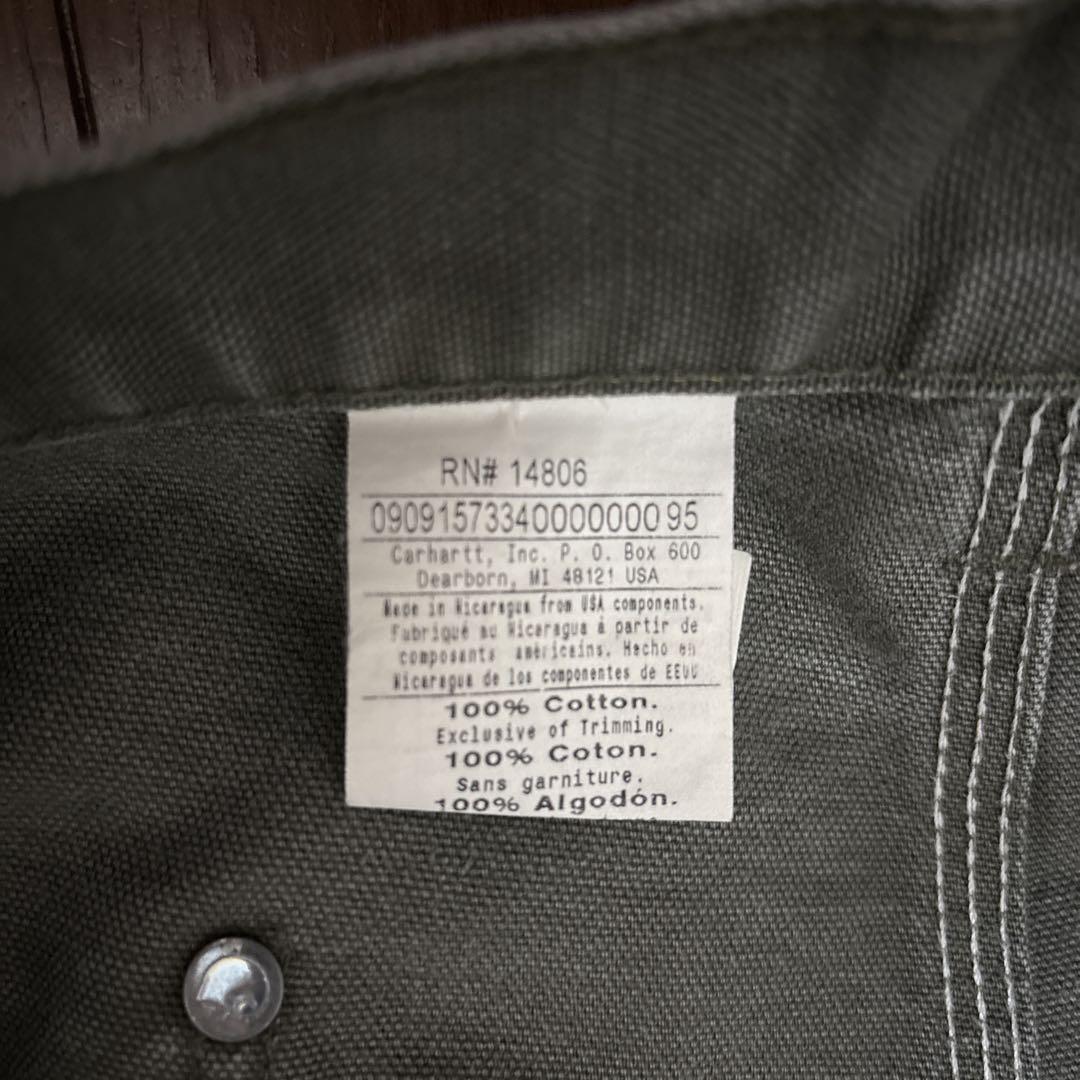 RN# 14806
090915733400000000 95
Carhartt, Inc. P. O. Box 600
Dearborn, MI 48121 USA
Made in Nicaragua from USA components.
Fabriqué au Nicaragua à partir de
composants américains. Hecho en
Nicaragua de los componentes de EEUU
100% Cotton.
Exclusive of Trimming.
100% Coton.
Sans garniture.
100% Algodón.